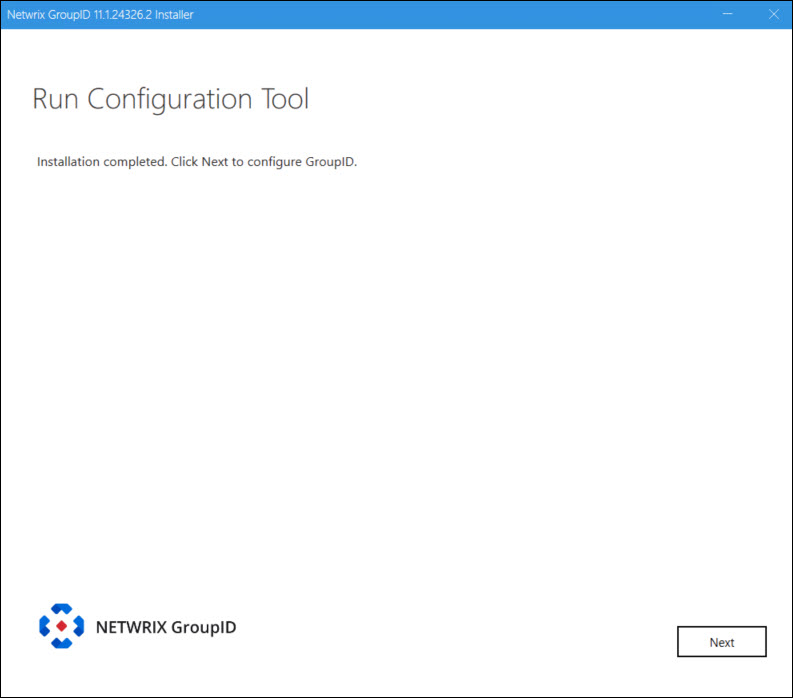 Netwrix GroupID 11.1.24326.2 Installer
Run Configuration Tool
Installation completed. Click Next to configure GroupID.
NETWRIX GroupID
Next